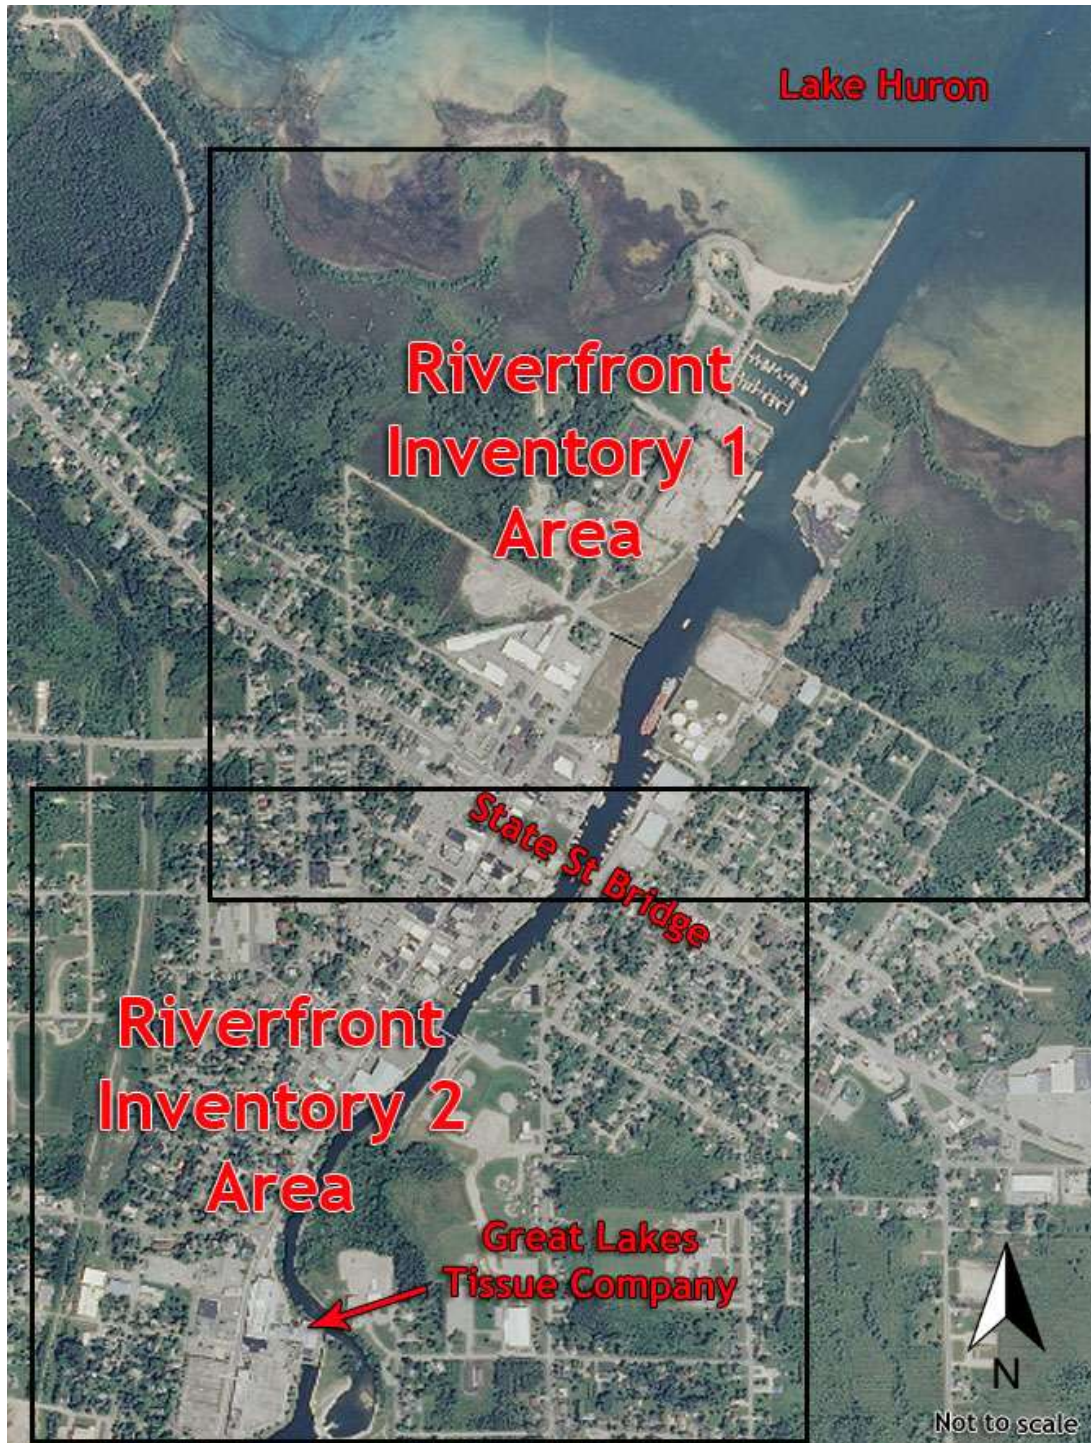 Lake Huron
Riverfront
Inventory 1
Area
State St Bridge
Riverfront
Inventory 2
Area
Great Lakes
Tissue Company
N
Not to scale